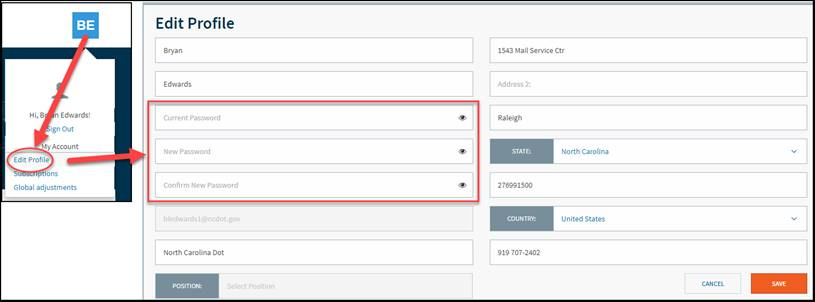 BE
Hi, Bryan Edwards!
Sign Out
My Account
Edit Profile
Subscriptions
Global adjustments
Edit Profile
Bryan
1543 Mail Service Ctr
Edwards
Address 2:
Current Password
Raleigh
New Password
STATE:
North Carolina
Confirm New Password
276991500
bledwards1@ncdot.gov
COUNTRY:
United States
North Carolina Dot
919 707-2402
POSITION:
Select Position
CANCEL
SAVE